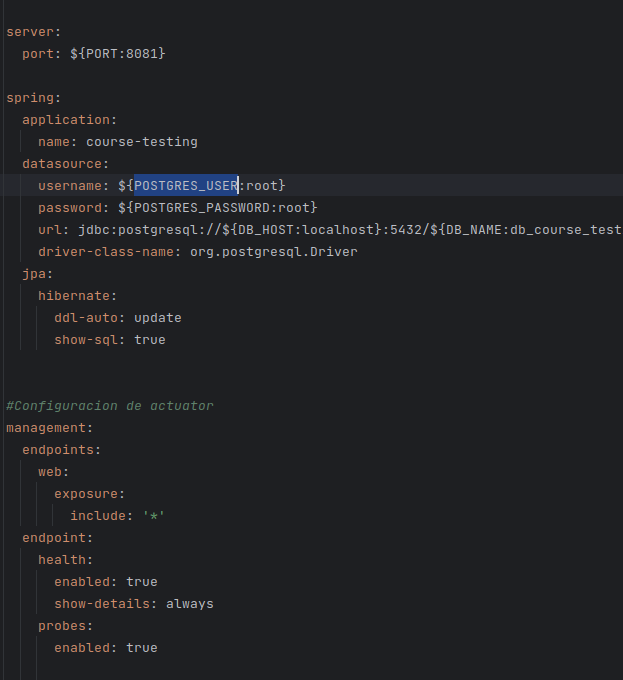 server:
  port: ${PORT:8081}
spring:
  application:
    name: course-testing
  datasource:
    username: ${POSTGRES_USER:root}
    password: ${POSTGRES_PASSWORD:root}
    url: jdbc:postgresql://${DB_HOST:localhost}:5432/${DB_NAME:db_course_test
    driver-class-name: org.postgresql.Driver
  jpa:
    hibernate:
      ddl-auto: update
      show-sql: true
#Configuracion de actuator
management:
  endpoints:
    web:
      exposure:
        include: '*'
  endpoint:
    health:
      enabled: true
      show-details: always
    probes:
      enabled: true